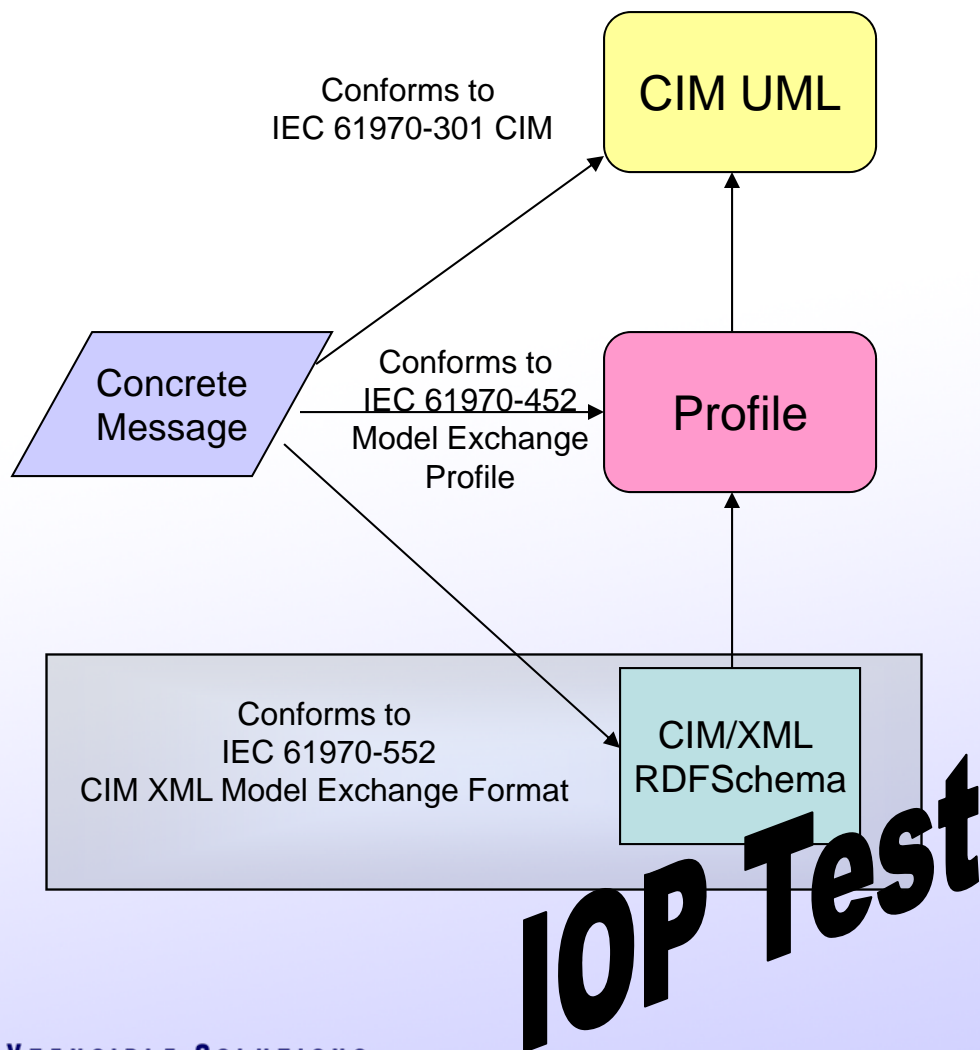 CIM UML
Conforms to
IEC 61970-301 CIM
Concrete
Message
Conforms to
IEC 61970-452
Model Exchange
Profile
Profile
Conforms to
IEC 61970-552
CIM XML Model Exchange Format
CIM/XML
RDFSchema
IOP Test